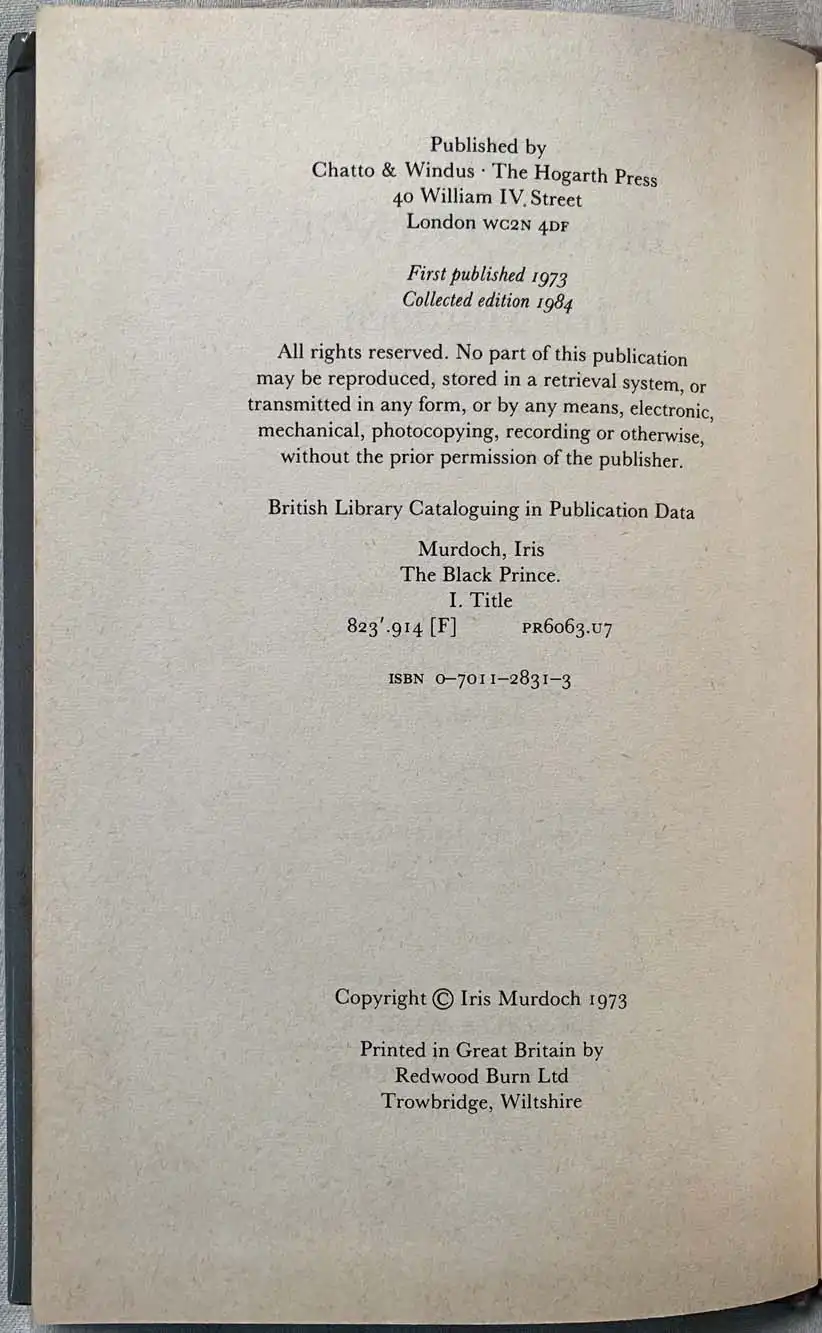 Published by
Chatto & Windus · The Hogarth Press
40 William IV Street
London WC2N 4DF
First published 1973
Collected edition 1984
All rights reserved. No part of this publication
may be reproduced, stored in a retrieval system, or
transmitted in any form, or by any means, electronic,
mechanical, photocopying, recording or otherwise,
without the prior permission of the publisher.
British Library Cataloguing in Publication Data
Murdoch, Iris
The Black Prince.
I. Title
823'.914 [F] PR6063.U7
ISBN 0–7011–2831–3
Copyright © Iris Murdoch 1973
Printed in Great Britain by
Redwood Burn Ltd
Trowbridge, Wiltshire